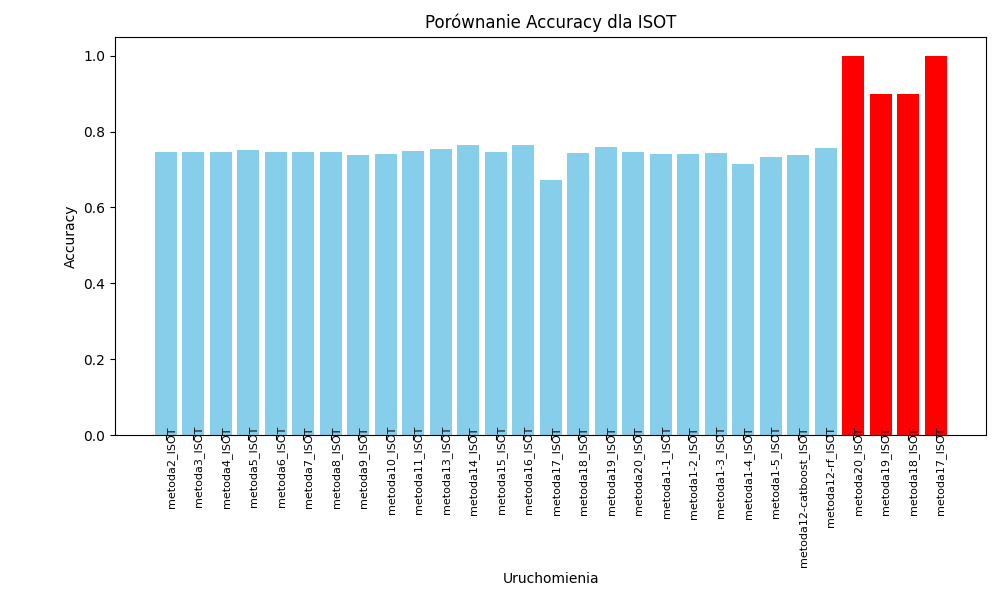 Porównanie Accuracy dla ISOT
Accuracy
1.0
0.8
0.6
0.4
0.2
0.0
metoda2_ISOT
metoda3_ISOT
metoda4_ISOT
metoda5_ISOT
metoda6_ISOT
metoda7_ISOT
metoda8_ISOT
metoda9_ISOT
metoda10_ISOT
metoda11_ISOT
metoda13_ISOT
metoda14_ISOT
metoda15_ISOT
metoda16_ISOT
metoda17_ISOT
metoda18_ISOT
metoda19_ISOT
metoda20_ISOT
metoda1-1_ISOT
metoda1-2_ISOT
metoda1-3_ISOT
metoda1-4_ISOT
metoda1-5_ISOT
metoda12-catboost_ISOT
metoda12-rf_ISOT
metoda20_ISOT
metoda19_ISOT
metoda18_ISOT
metoda17_ISOT
Uruchomienia